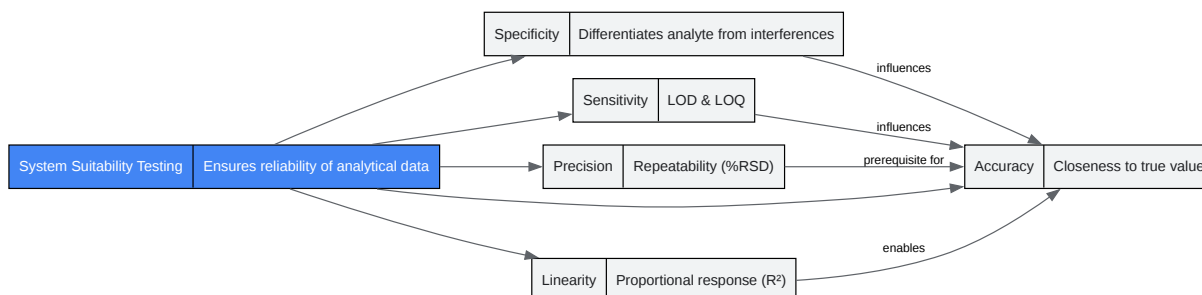 Specificity
Differentiates analyte from interferences
influences
Sensitivity
LOD & LOQ
influences
System Suitability Testing
Ensures reliability of analytical data
Precision
Repeatability (%RSD)
prerequisite for
Accuracy
Closeness to true value
enables
Linearity
Proportional response (R²)